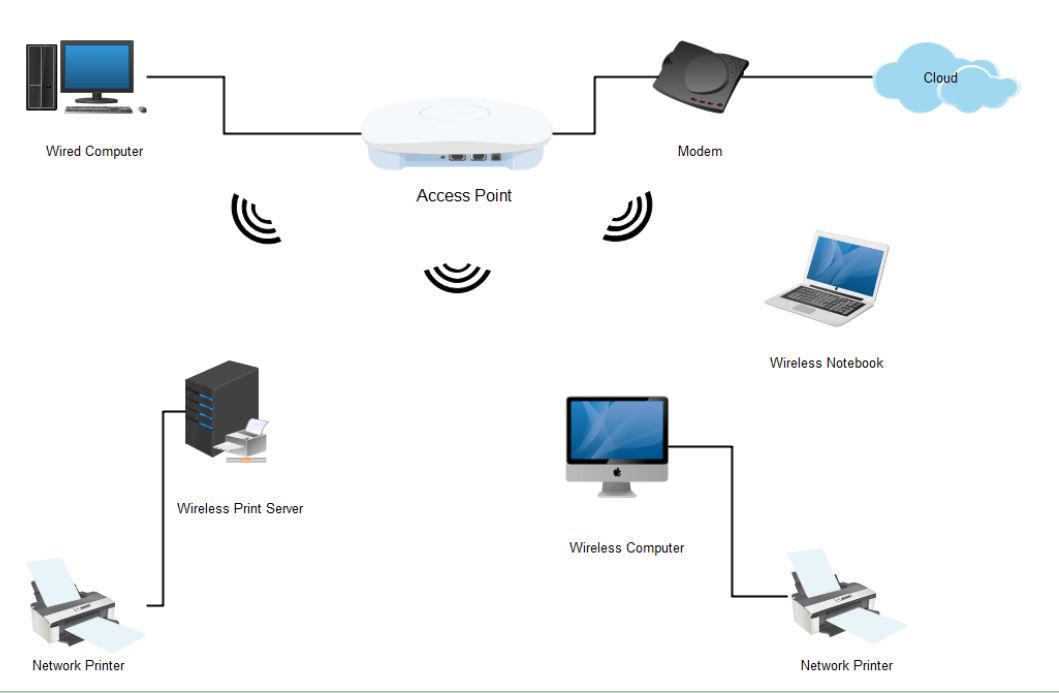 Cloud
Wired Computer
Modem
Access Point
Wireless Notebook
Wireless Print Server
Wireless Computer
Network Printer
Network Printer